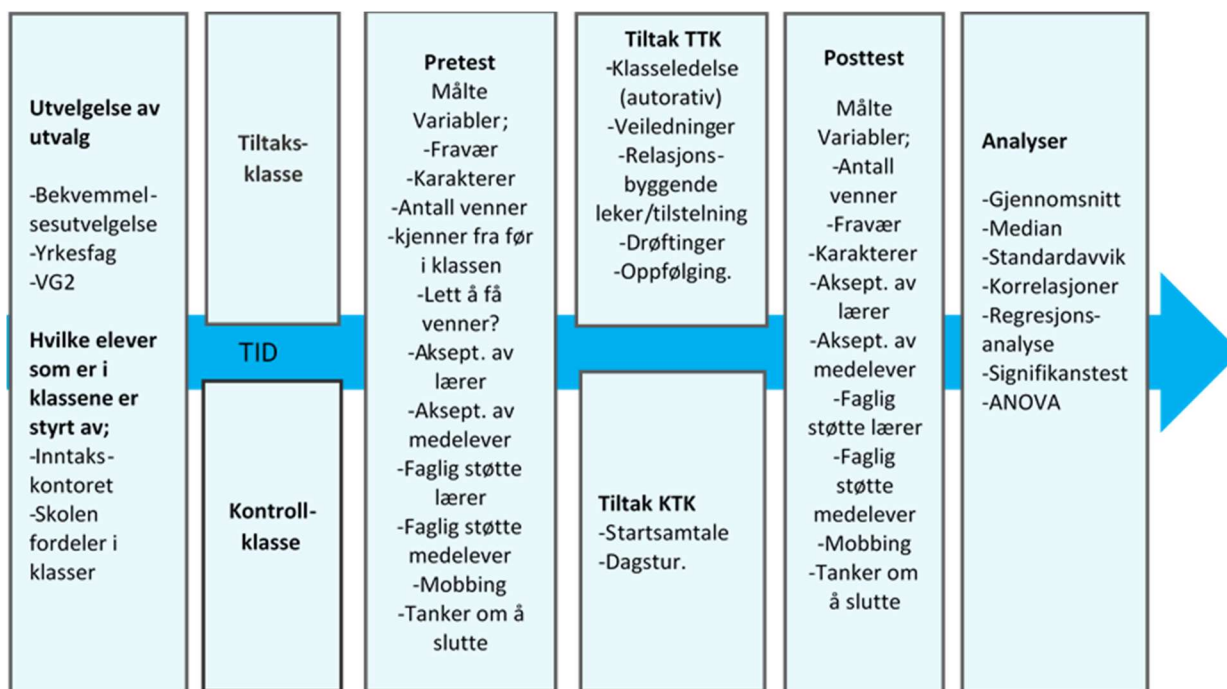 Utvelgelse av
utvalg
-Bekvemmel-
sesutvelgelse
-Yrkesfag
-VG2
Hvilke elever
som er i
klassene er
styrt av;
-Inntaks-
kontoret
-Skolen
fordeler i
klasser
Tiltaks-
klasse
TID
Kontroll-
klasse
Pretest
Målte
Variabler;
-Fravær
-Karakterer
-Antall venner
-kjenner fra før
i klassen
-Lett å få
venner?
-Aksept. av
lærer
-Aksept. av
medelever
-Faglig støtte
lærer
-Faglig støtte
medelever
-Mobbing
-Tanker om å
slutte
Tiltak TTK
-Klasseledelse
(autorativ)
-Veiledninger
-Relasjons-
byggende
leker/tilstelning
-Drøftinger
-Oppfølging.
Tiltak KTK
-Startsamtale
-Dagstur.
Posttest
Målte
Variabler;
-Antall
venner
-Fravær
-Karakterer
-Aksept. av
lærer
-Aksept. av
medelever
-Faglig
støtte lærer
-Faglig
støtte
medelever
-Mobbing
-Tanker om
å slutte
Analyser
-Gjennomsnitt
-Median
-Standardavvik
-Korrelasjoner
-Regresjons-
analyse
-Signifikanstest
-ANOVA